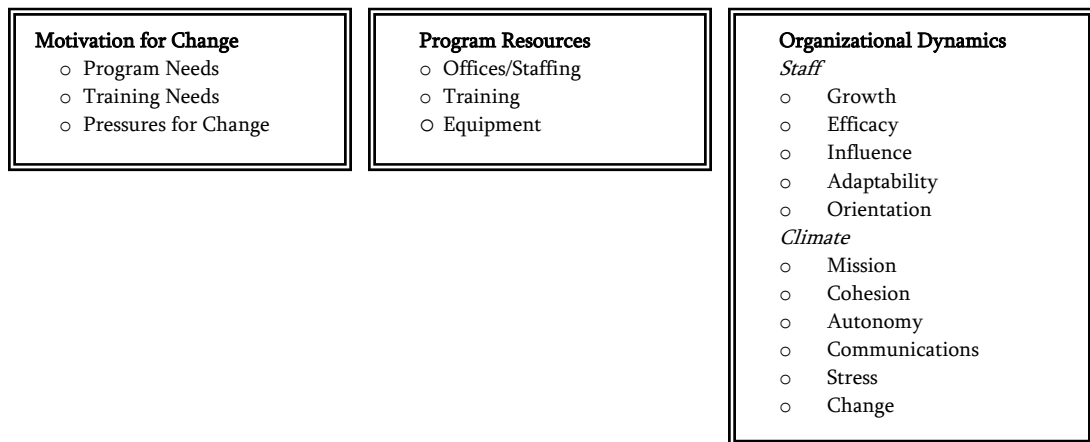 Motivation for Change
○ Program Needs
○ Training Needs
○ Pressures for Change
Program Resources
○ Offices/Staffing
○ Training
○ Equipment
Organizational Dynamics
Staff
○ Growth
○ Efficacy
○ Influence
○ Adaptability
○ Orientation
Climate
○ Mission
○ Cohesion
○ Autonomy
○ Communications
○ Stress
○ Change